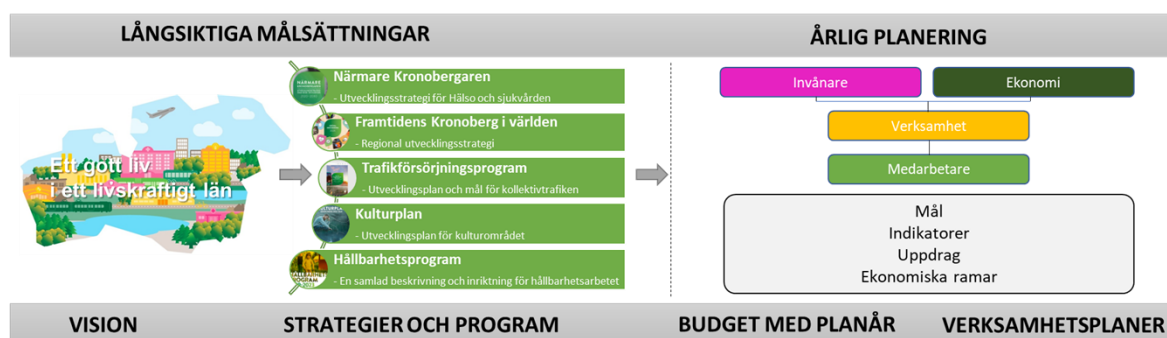 LÅNGSIKTIGA MÅLSÄTTNINGAR
ÅRLIG PLANERING
Ett gott liv
i ett livskraftigt län
Närmare Kronobergaren
- Utvecklingsstrategi för Hälso och sjukvården
Framtidens Kronoberg i världen
- Regional utvecklingsstrategi
Trafikförsörjningsprogram
- Utvecklingsplan och mål för kollektivtrafiken
Kulturplan
- Utvecklingsplan för kulturområdet
Hållbarhetsprogram
- En samlad beskrivning och inriktning för hållbarhetsarbetet
Invånare
Ekonomi
Verksamhet
Medarbetare
Mål
Indikatorer
Uppdrag
Ekonomiska ramar
VISION
STRATEGIER OCH PROGRAM
BUDGET MED PLANÅR
VERKSAMHETSPLANER